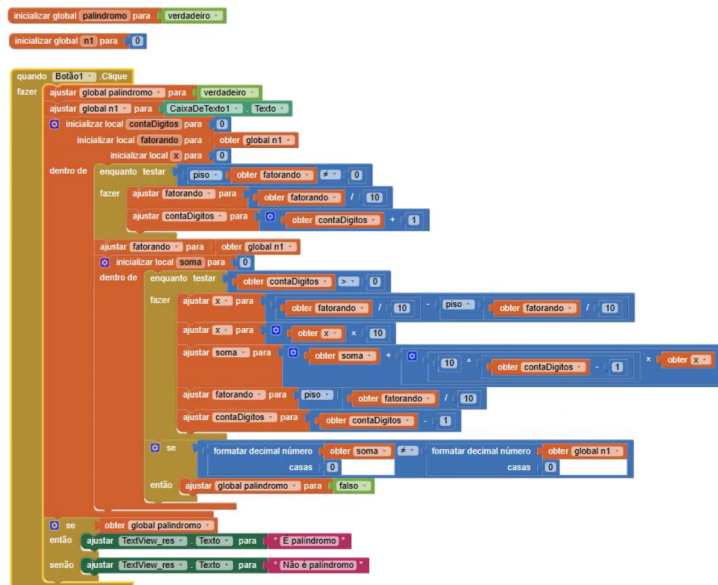 inicializar global palindromo para verdadeiro
inicializar global n1 para 0
quando Botão1 .Clique
fazer ajustar global palindromo para verdadeiro
ajustar global n1 para CaixaDeTexto1 . Texto
inicializar local contaDigitos para 0
inicializar local fatorando para obter global n1
inicializar local x para 0
dentro de enquanto testar piso obter fatorando ≠ 0
fazer ajustar fatorando para obter fatorando / 10
ajustar contaDigitos para obter contaDigitos + 1
ajustar fatorando para obter global n1
inicializar local soma para 0
dentro de enquanto testar obter contaDigitos > 0
fazer ajustar x para obter fatorando / 10 - piso obter fatorando / 10
ajustar x para obter x × 10
ajustar soma para obter soma + 10 ^ obter contaDigitos - 1 × obter x
ajustar fatorando para piso obter fatorando / 10
ajustar contaDigitos para obter contaDigitos - 1
se formatar decimal número obter soma ≠ formatar decimal número obter global n1
casas 0 casas 0
então ajustar global palindromo para falso
se obter global palindromo
então ajustar TextView_res . Texto para " É palíndromo "
senão ajustar TextView_res . Texto para " Não é palíndromo "